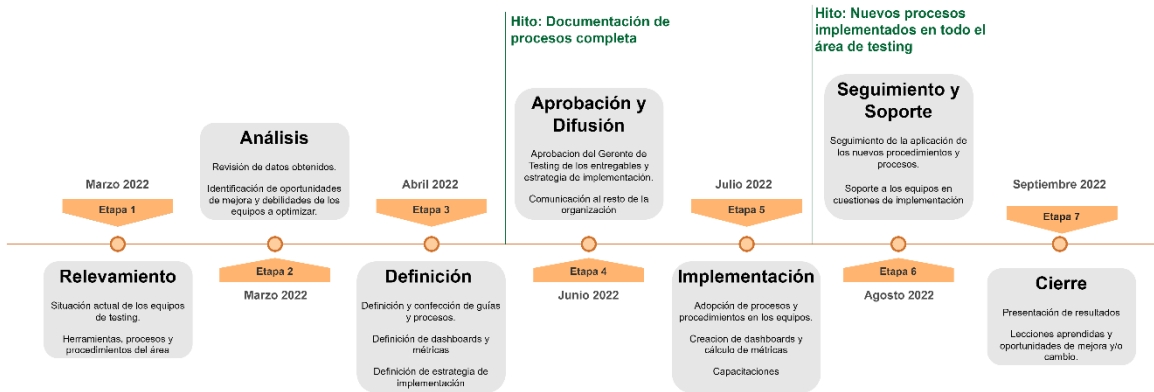 Hito: Documentación de
procesos completa
Hito: Nuevos procesos
implementados en todo el
área de testing
Marzo 2022
Etapa 1
Relevamiento
Situación actual de los equipos
de testing.
Herramientas, procesos y
procedimientos del área
Análisis
Revisión de datos obtenidos.
Identificación de oportunidades
de mejora y debilidades de los
equipos a optimizar.
Etapa 2
Marzo 2022
Abril 2022
Etapa 3
Definición
Definición y confección de guías
y procesos.
Definición de dashboards y
métricas
Definición de estrategia de
implementación
Aprobación y
Difusión
Aprobacion del Gerente de
Testing de los entregables y
estrategia de implementación.
Comunicación al resto de la
organización
Etapa 4
Junio 2022
Julio 2022
Etapa 5
Implementación
Adopción de procesos y
procedimientos en los equipos.
Creacion de dashboards y
cálculo de métricas
Capacitaciones
Seguimiento y
Soporte
Seguimiento de la aplicación de
los nuevos procedimientos y
procesos.
Soporte a los equipos en
cuestiones de implementación
Etapa 6
Agosto 2022
Septiembre 2022
Etapa 7
Cierre
Presentación de resultados
Lecciones aprendidas y
oportunidades de mejora y/o
cambio.